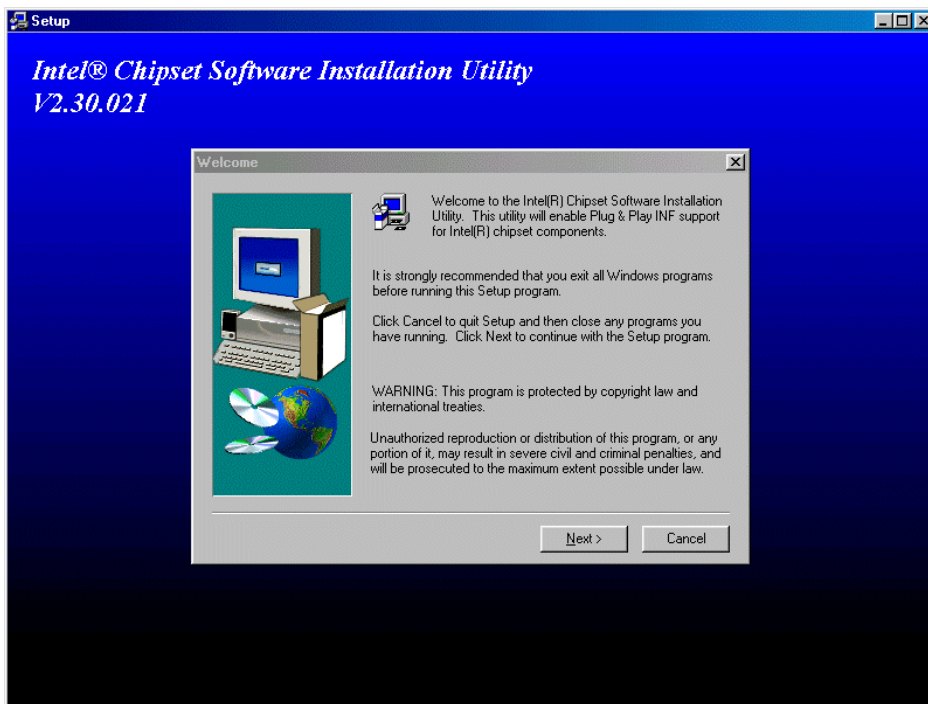 Setup
Intel® Chipset Software Installation Utility
V2.30.021
Welcome
Welcome to the Intel(R) Chipset Software Installation
Utility. This utility will enable Plug & Play INF support
for Intel(R) chipset components.
It is strongly recommended that you exit all Windows programs
before running this Setup program.
Click Cancel to quit Setup and then close any programs you
have running. Click Next to continue with the Setup program.
WARNING: This program is protected by copyright law and
international treaties.
Unauthorized reproduction or distribution of this program, or any
portion of it, may result in severe civil and criminal penalties, and
will be prosecuted to the maximum extent possible under law.
Next >
Cancel